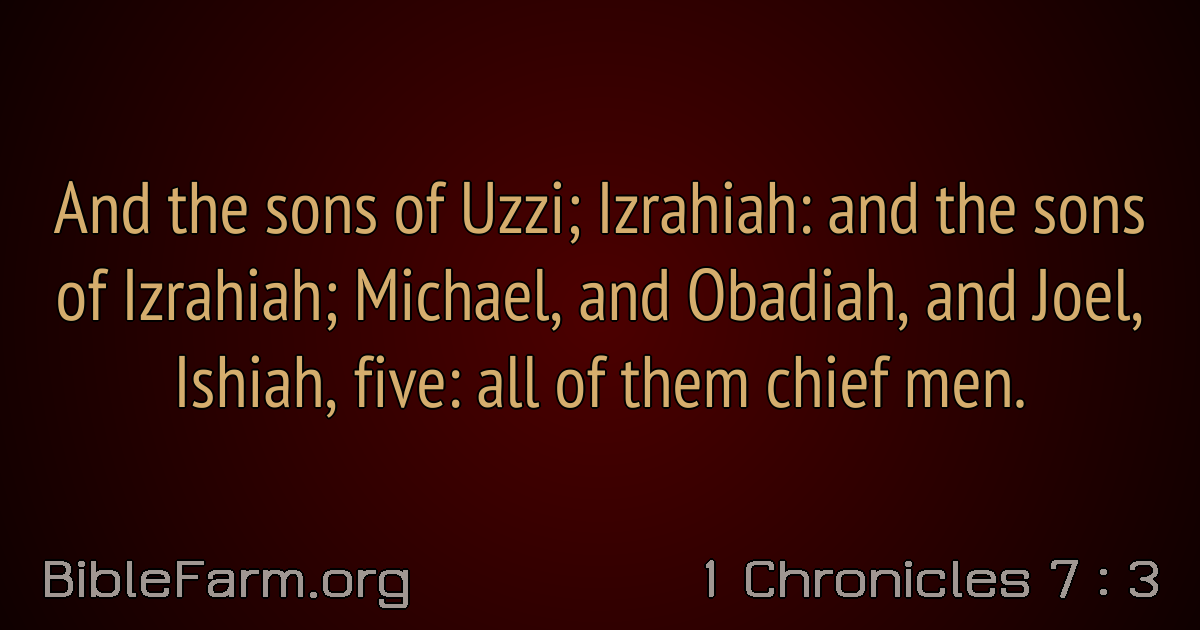 And the sons of Uzzi; Izrahiah: and the sons
of Izrahiah; Michael, and Obadiah, and Joel,
Ishiah, five: all of them chief men.
BibleFarm.org
1 Chronicles 7 : 3